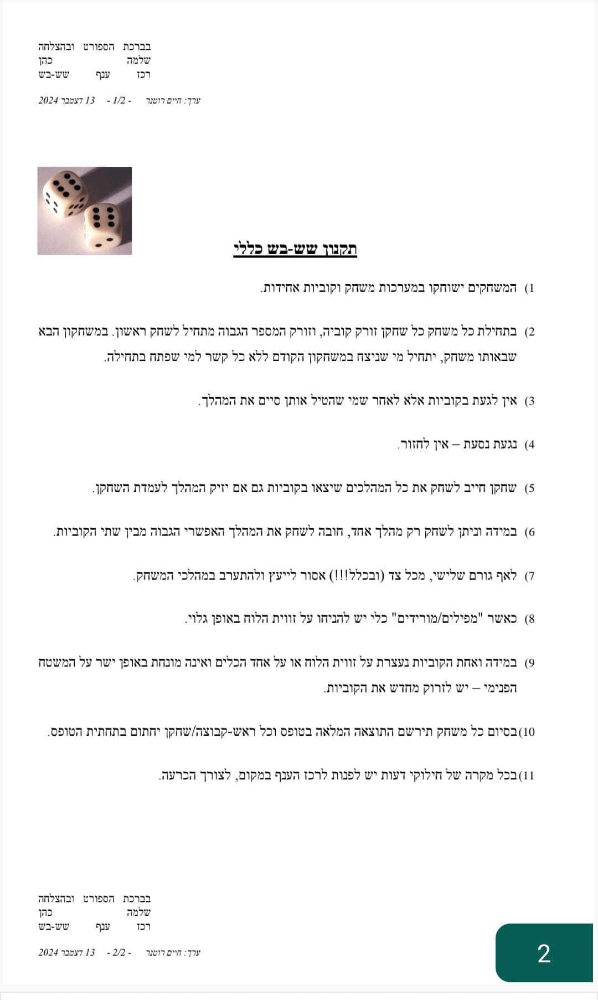 בברכת הספורט ובהצלחה
שלמה כהן
רכז ענף שש-בש
ערך: חיים רוטנר - 1/2 - 13 דצמבר 2024
תקנון שש-בש כללי
1) המשחקים ישוחקו במערכות משחק וקוביות אחידות.
2) בתחילת כל משחק כל שחקן זורק קוביה, וזורק המספר הגבוה מתחיל לשחק ראשון. במשחקון הבא
שבאותו משחק, יתחיל מי שניצח במשחקון הקודם ללא כל קשר למי שפתח בתחילה.
3) אין לגעת בקוביות אלא לאחר שמי שהטיל אותן סיים את המהלך.
4) נגעת נסעת – אין לחזור.
5) שחקן חייב לשחק את כל המהלכים שיצאו בקוביות גם אם יזיק המהלך לעמדת השחקן.
6) במידה וניתן לשחק רק מהלך אחד, חובה לשחק את המהלך האפשרי הגבוה מבין שתי הקוביות.
7) לאף גורם שלישי, מכל צד (ובכלל!!!) אסור לייעץ ולהתערב במהלכי המשחק.
8) כאשר "מפילים/מורידים" כלי יש להניחו על זווית הלוח באופן גלוי.
9) במידה ואחת הקוביות נעצרת על זווית הלוח או על אחד הכלים ואינה מונחת באופן ישר על המשטח
הפנימי – יש לזרוק מחדש את הקוביות.
10) בסיום כל משחק תירשם התוצאה המלאה בטופס וכל ראש-קבוצה/שחקן יחתום בתחתית הטופס.
11) בכל מקרה של חילוקי דעות יש לפנות לרכז הענף במקום, לצורך הכרעה.
בברכת הספורט ובהצלחה
שלמה כהן
רכז ענף שש-בש
ערך: חיים רוטנר - 2/2 - 13 דצמבר 2024
2